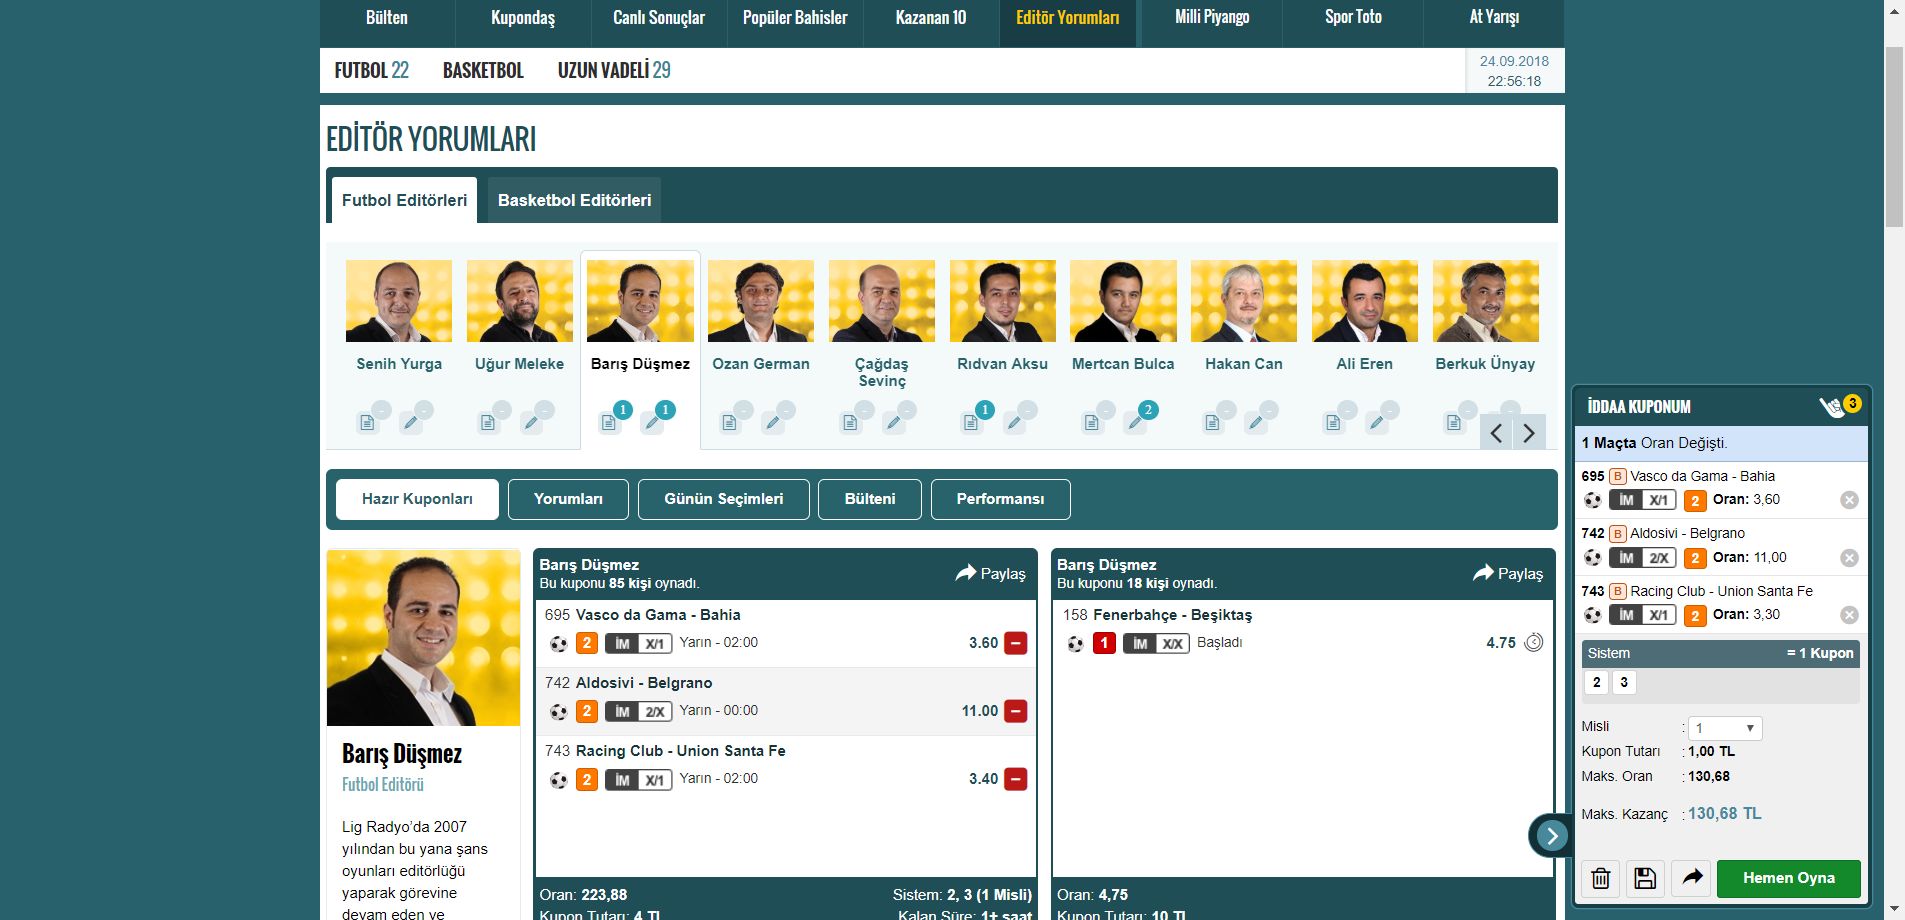 Bülten Kupondaş Canlı Sonuçlar Popüler Bahisler Kazanan 10 Editör Yorumları Milli Piyango Spor Toto At Yarışı
FUTBOL 22 BASKETBOL UZUN VADELİ 29
24.09.2018
22:56:18
EDİTÖR YORUMLARI
Futbol Editörleri Basketbol Editörleri
Senih Yurga Uğur Meleke Barış Düşmez Ozan German Çağdaş Sevinç Rıdvan Aksu Mertcan Bulca Hakan Can Ali Eren Berkuk Ünyay
- - - - 1 1 - - - - 1 - - 2 - - - - - -
Hazır Kuponları Yorumları Günün Seçimleri Bülteni Performansı
Barış Düşmez
Futbol Editörü
Lig Radyo’da 2007
yılından bu yana şans
oyunları editörlüğü
yaparak görevine
devam eden ve
Barış Düşmez
Bu kuponu 85 kişi oynadı.
Paylaş
695 Vasco da Gama - Bahia
2 İM X/1 Yarın - 02:00 3.60
742 Aldosivi - Belgrano
2 İM 2/X Yarın - 00:00 11.00
743 Racing Club - Union Santa Fe
2 İM X/1 Yarın - 02:00 3.40
Oran: 223,88 Sistem: 2, 3 (1 Misli)
Kupon Tutarı: 4 TL Kalan Süre: 1+ saat
Barış Düşmez
Bu kuponu 18 kişi oynadı.
Paylaş
158 Fenerbahçe - Beşiktaş
1 İM X/X Başladı 4.75
Oran: 4,75
Kupon Tutarı: 10 TL
İDDAA KUPONUM 3
1 Maçta Oran Değişti.
695 B Vasco da Gama - Bahia
İM X/1 2 Oran: 3,60
742 B Aldosivi - Belgrano
İM 2/X 2 Oran: 11,00
743 B Racing Club - Union Santa Fe
İM X/1 2 Oran: 3,30
Sistem = 1 Kupon
2 3
Misli : 1
Kupon Tutarı : 1,00 TL
Maks. Oran : 130,68
Maks. Kazanç : 130,68 TL
Hemen Oyna